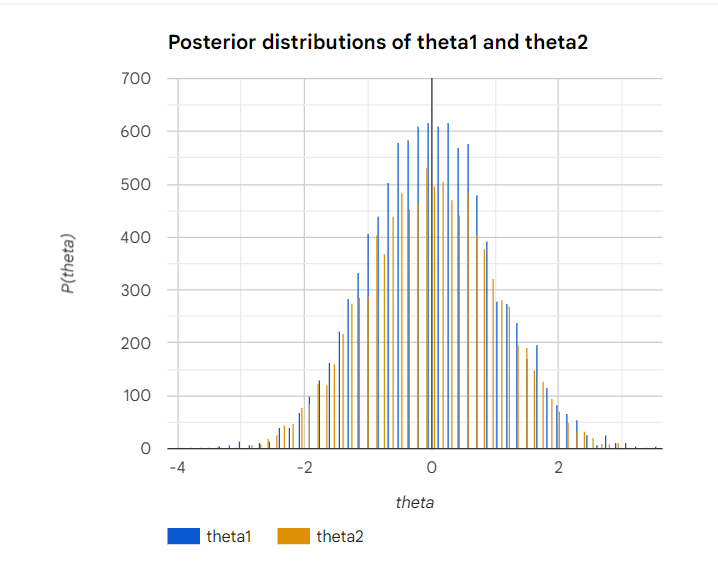 Posterior distributions of theta1 and theta2
700
600
500
400
300
200
100
0
P(theta)
-4
-2
0
2
theta
theta1
theta2